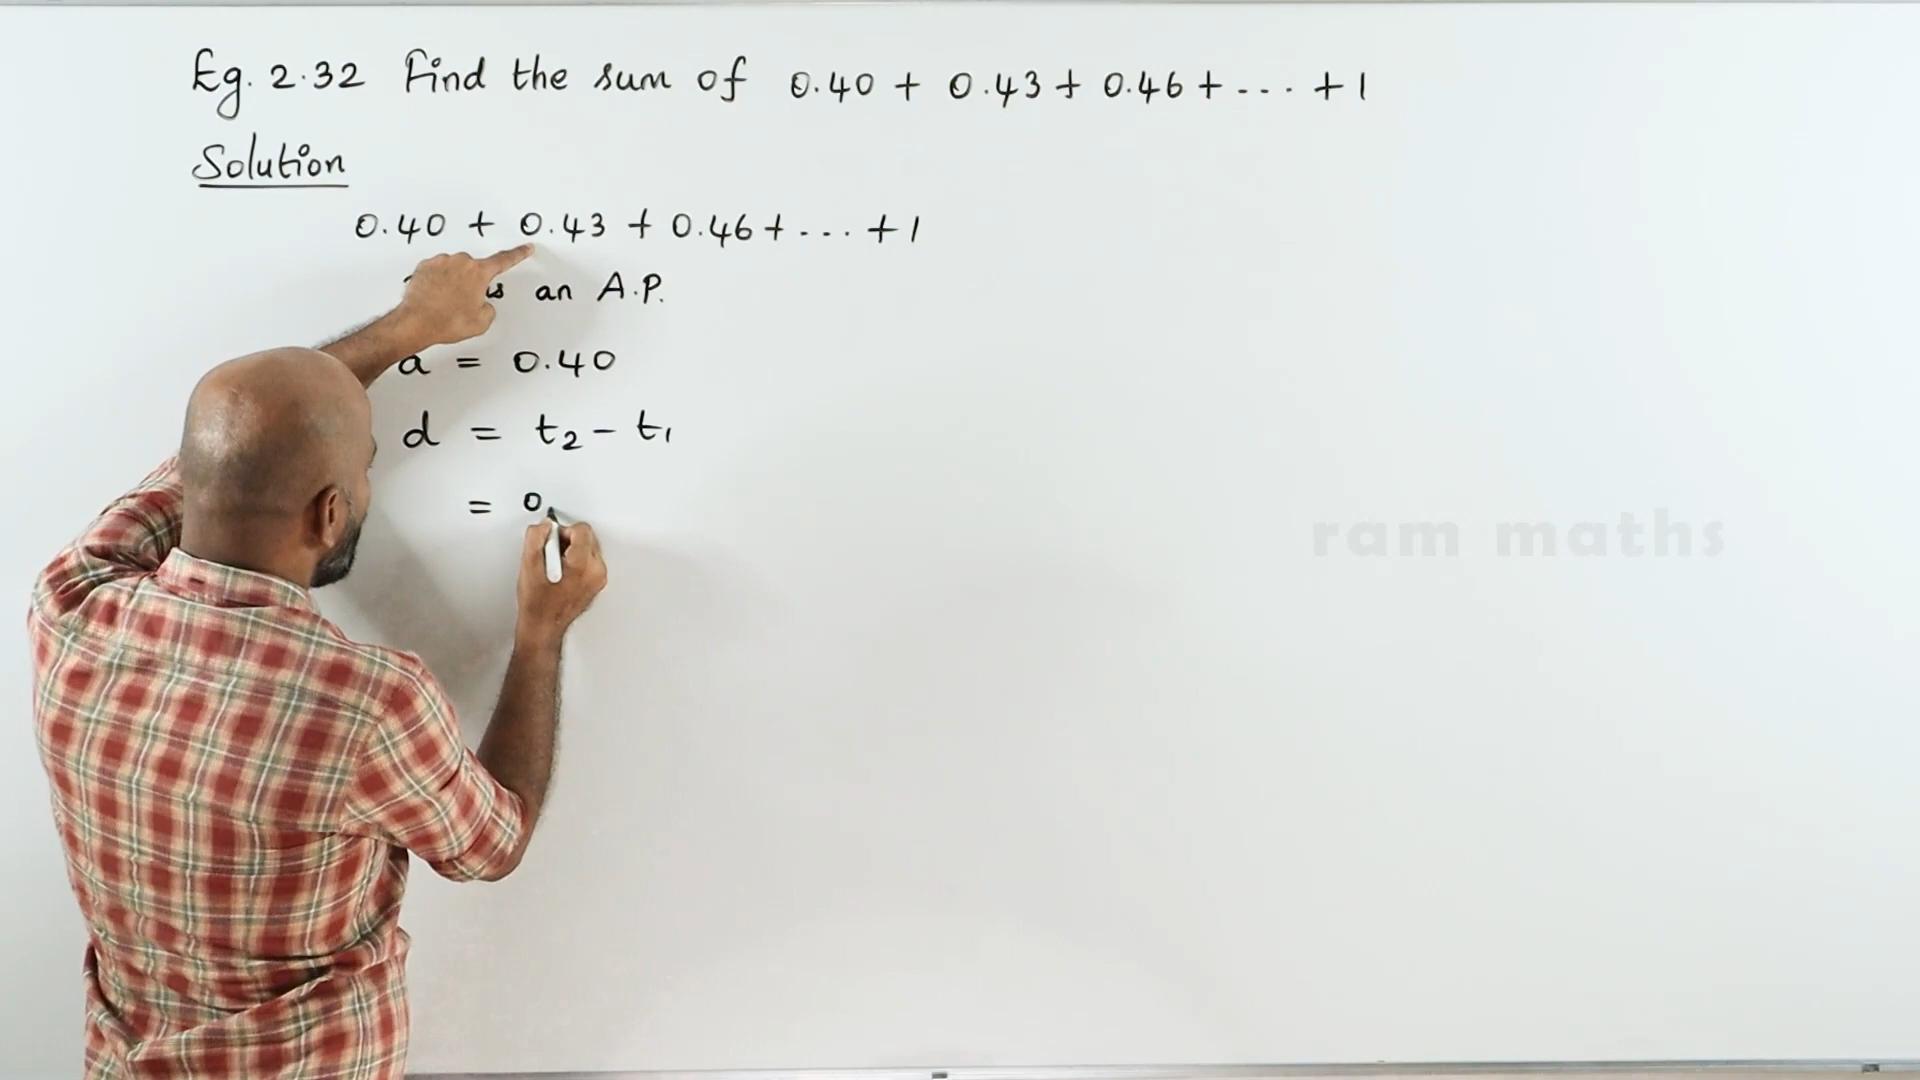 Eg. 2.32 Find the sum of 0.40 + 0.43 + 0.46 + ... + 1
Solution
0.40 + 0.43 + 0.46 + ... + 1
is an A.P.
a = 0.40
d = t₂ - t₁
= 0.
ram maths